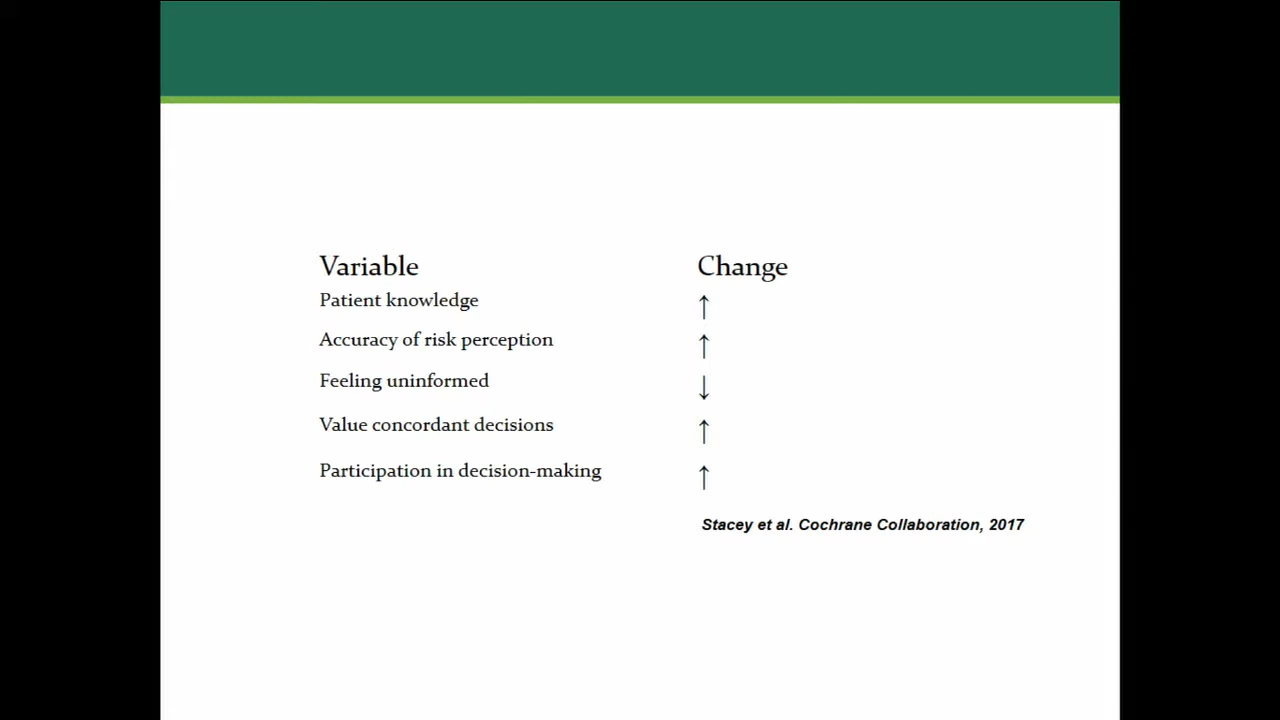 Variable Change
Patient knowledge ↑
Accuracy of risk perception ↑
Feeling uninformed ↓
Value concordant decisions ↑
Participation in decision-making ↑
Stacey et al. Cochrane Collaboration, 2017